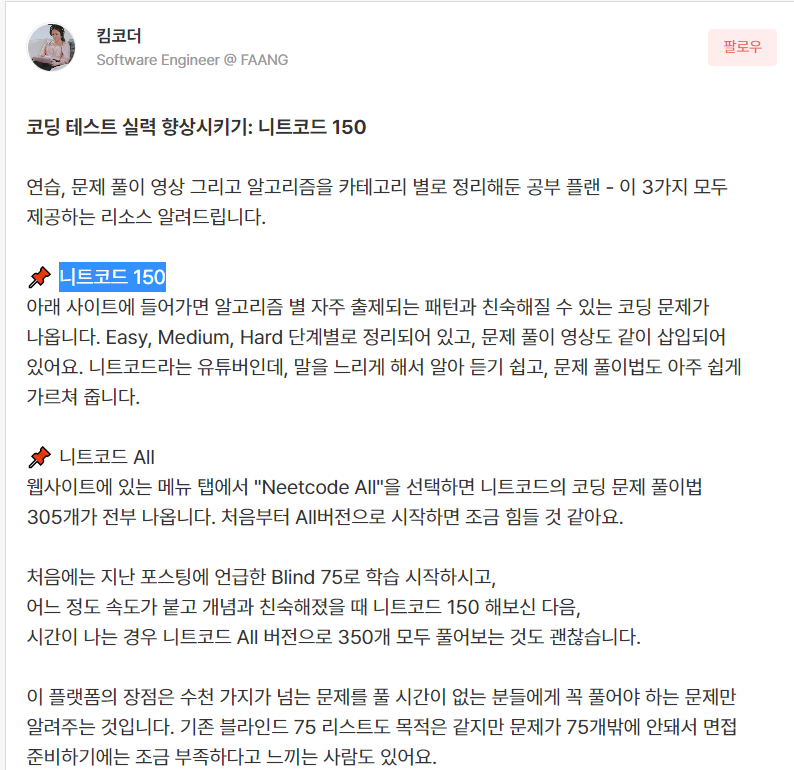 킴코더
Software Engineer @ FAANG
팔로우
코딩 테스트 실력 향상시키기: 니트코드 150
연습, 문제 풀이 영상 그리고 알고리즘을 카테고리 별로 정리해둔 공부 플랜 - 이 3가지 모두
제공하는 리소스 알려드립니다.
📌 니트코드 150
아래 사이트에 들어가면 알고리즘 별 자주 출제되는 패턴과 친숙해질 수 있는 코딩 문제가
나옵니다. Easy, Medium, Hard 단계별로 정리되어 있고, 문제 풀이 영상도 같이 삽입되어
있어요. 니트코드라는 유튜버인데, 말을 느리게 해서 알아 듣기 쉽고, 문제 풀이법도 아주 쉽게
가르쳐 줍니다.
📌 니트코드 All
웹사이트에 있는 메뉴 탭에서 "Neetcode All"을 선택하면 니트코드의 코딩 문제 풀이법
305개가 전부 나옵니다. 처음부터 All버전으로 시작하면 조금 힘들 것 같아요.
처음에는 지난 포스팅에 언급한 Blind 75로 학습 시작하시고,
어느 정도 속도가 붙고 개념과 친숙해졌을 때 니트코드 150 해보신 다음,
시간이 나는 경우 니트코드 All 버전으로 350개 모두 풀어보는 것도 괜찮습니다.
이 플랫폼의 장점은 수천 가지가 넘는 문제를 풀 시간이 없는 분들에게 꼭 풀어야 하는 문제만
알려주는 것입니다. 기존 블라인드 75 리스트도 목적은 같지만 문제가 75개밖에 안돼서 면접
준비하기에는 조금 부족하다고 느끼는 사람도 있어요.